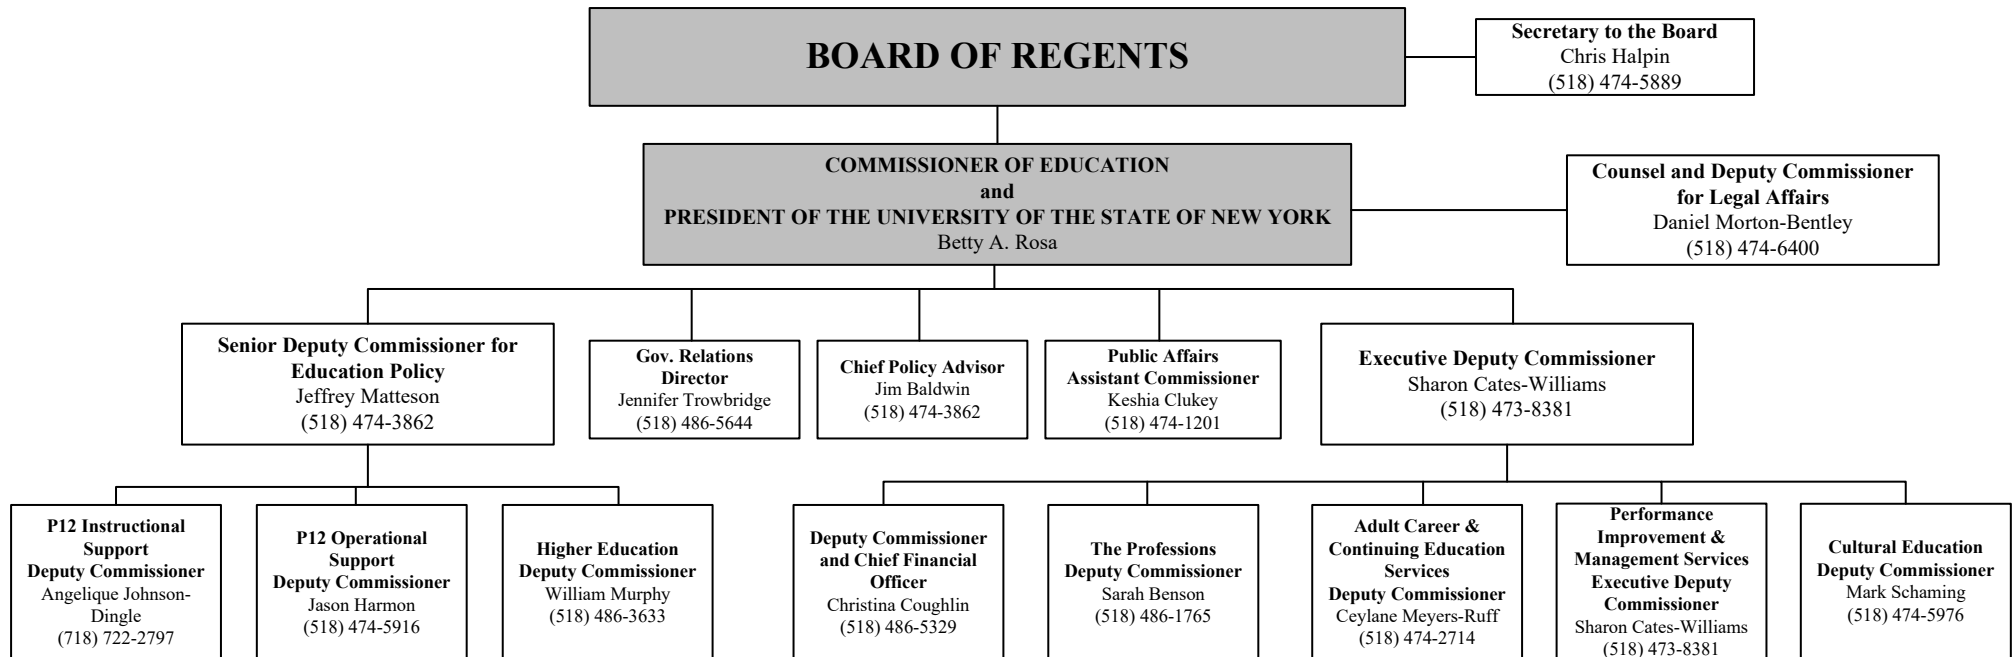 BOARD OF REGENTS
Secretary to the Board
Chris Halpin
(518) 474-5889
COMMISSIONER OF EDUCATION
and
PRESIDENT OF THE UNIVERSITY OF THE STATE OF NEW YORK
Betty A. Rosa
Counsel and Deputy Commissioner
for Legal Affairs
Daniel Morton-Bentley
(518) 474-6400
Senior Deputy Commissioner for
Education Policy
Jeffrey Matteson
(518) 474-3862
Gov. Relations
Director
Jennifer Trowbridge
(518) 486-5644
Chief Policy Advisor
Jim Baldwin
(518) 474-3862
Public Affairs
Assistant Commissioner
Keshia Clukey
(518) 474-1201
Executive Deputy Commissioner
Sharon Cates-Williams
(518) 473-8381
P12 Instructional
Support
Deputy Commissioner
Angelique Johnson-
Dingle
(718) 722-2797
P12 Operational
Support
Deputy Commissioner
Jason Harmon
(518) 474-5916
Higher Education
Deputy Commissioner
William Murphy
(518) 486-3633
Deputy Commissioner
and Chief Financial
Officer
Christina Coughlin
(518) 486-5329
The Professions
Deputy Commissioner
Sarah Benson
(518) 486-1765
Adult Career &
Continuing Education
Services
Deputy Commissioner
Ceylane Meyers-Ruff
(518) 474-2714
Performance
Improvement &
Management Services
Executive Deputy
Commissioner
Sharon Cates-Williams
(518) 473-8381
Cultural Education
Deputy Commissioner
Mark Schaming
(518) 474-5976